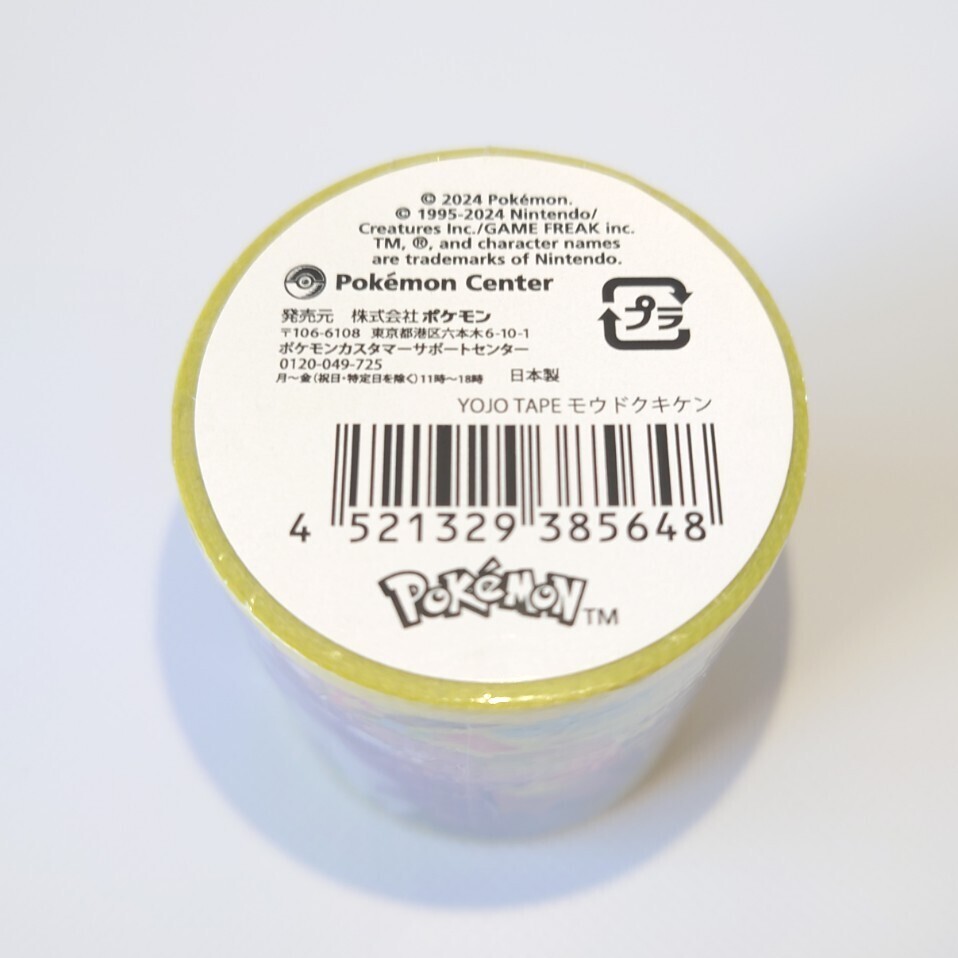 © 2024 Pokémon.
© 1995-2024 Nintendo/
Creatures Inc./GAME FREAK inc.
TM, ®, and character names
are trademarks of Nintendo.
Pokémon Center
プラ
発売元 株式会社ポケモン
〒106-6108 東京都港区六本木6-10-1
ポケモンカスタマーサポートセンター
0120-049-725
月～金(祝日・特定日を除く)11時～18時 日本製
YOJO TAPE モウドクキケン
4 521329 385648
POKéMON TM